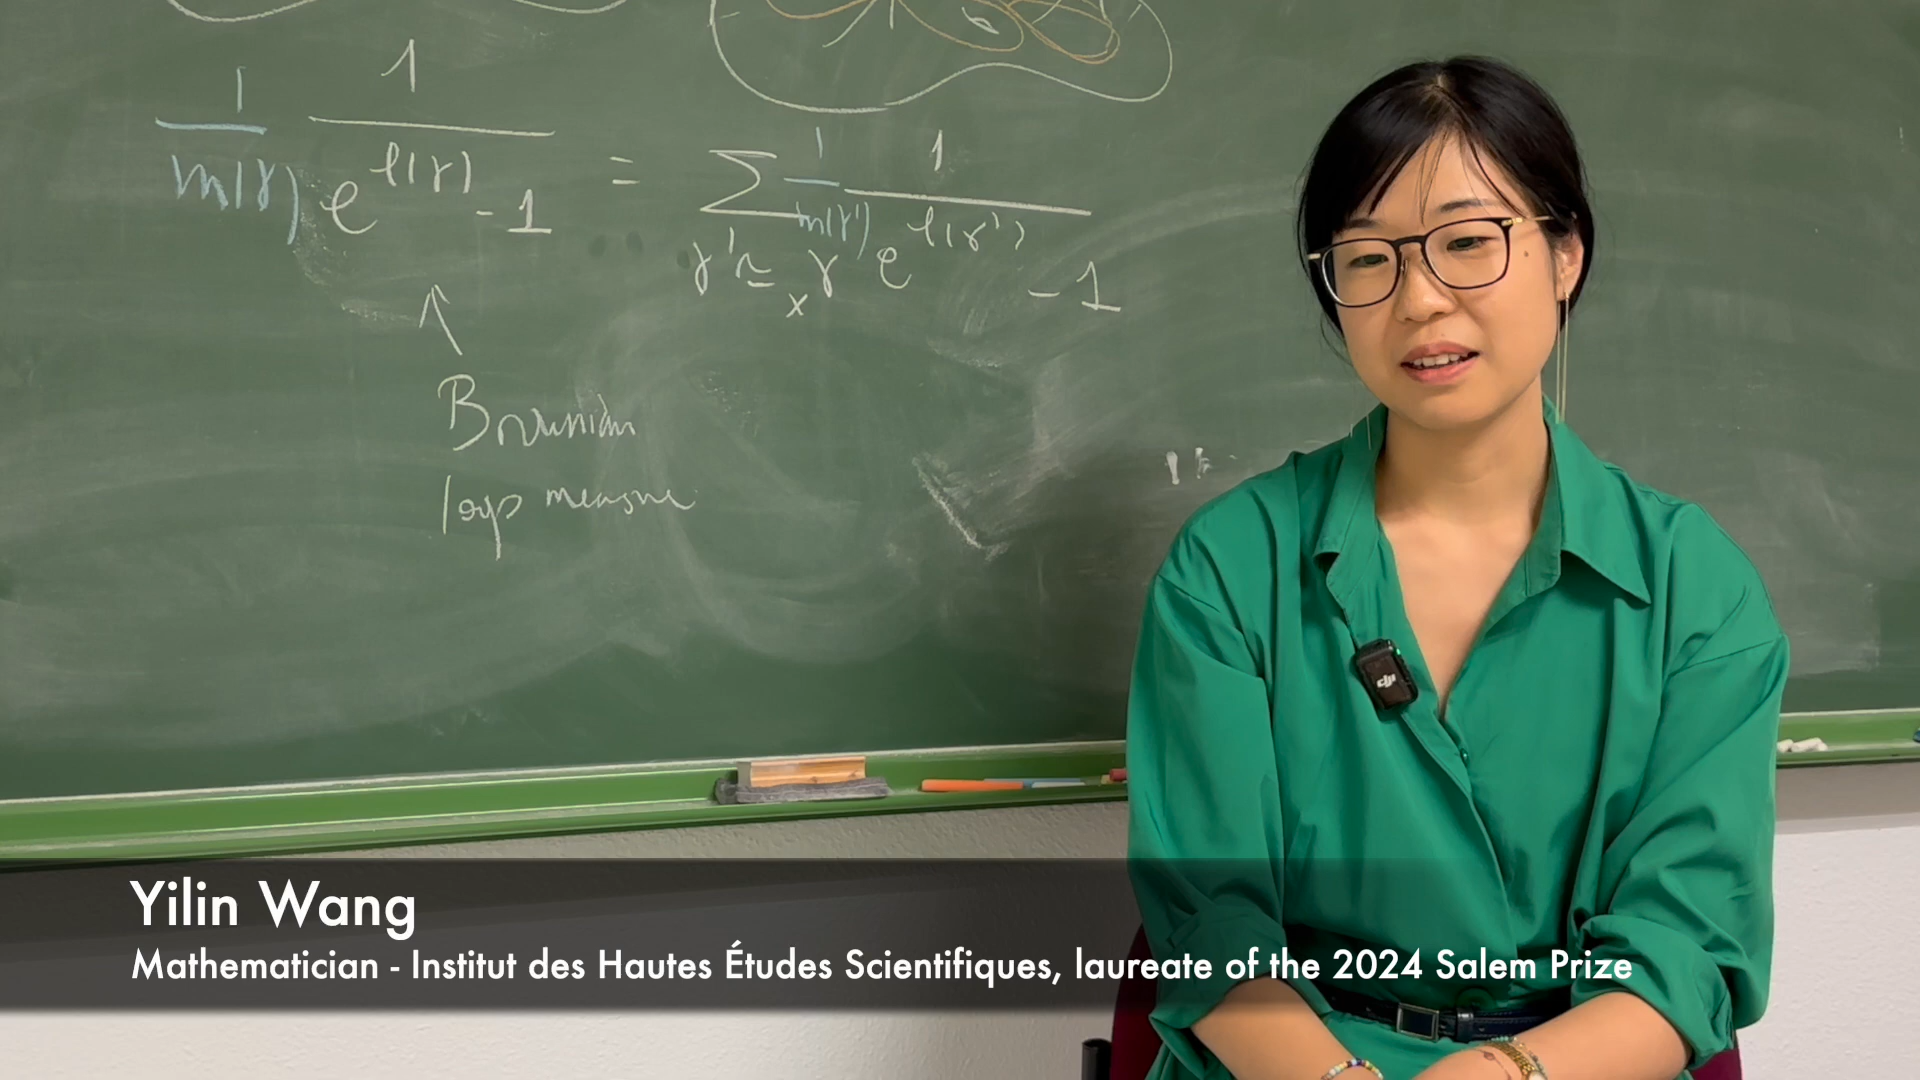 1/m(γ) 1/(e^ℓ(γ) - 1) = Σ_{γ' ≃_x γ} 1/m(γ') 1/(e^ℓ(γ') - 1)
↑
Brownian
loop measure
dji
Yilin Wang
Mathematician - Institut des Hautes Études Scientifiques, laureate of the 2024 Salem Prize